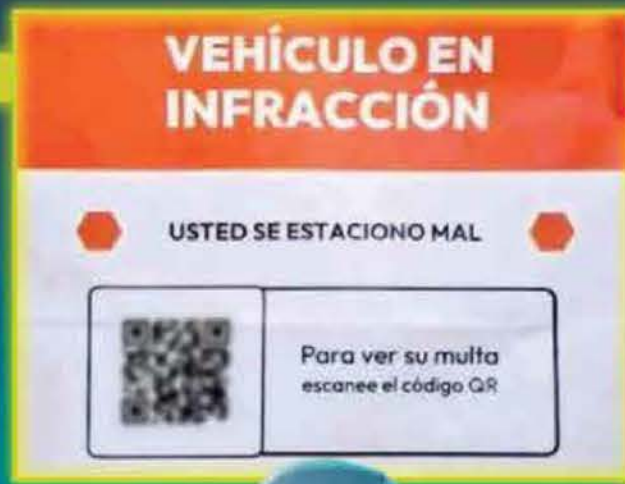 VEHÍCULO EN
INFRACCIÓN
USTED SE ESTACIONO MAL
Para ver su multa
escanee el código QR